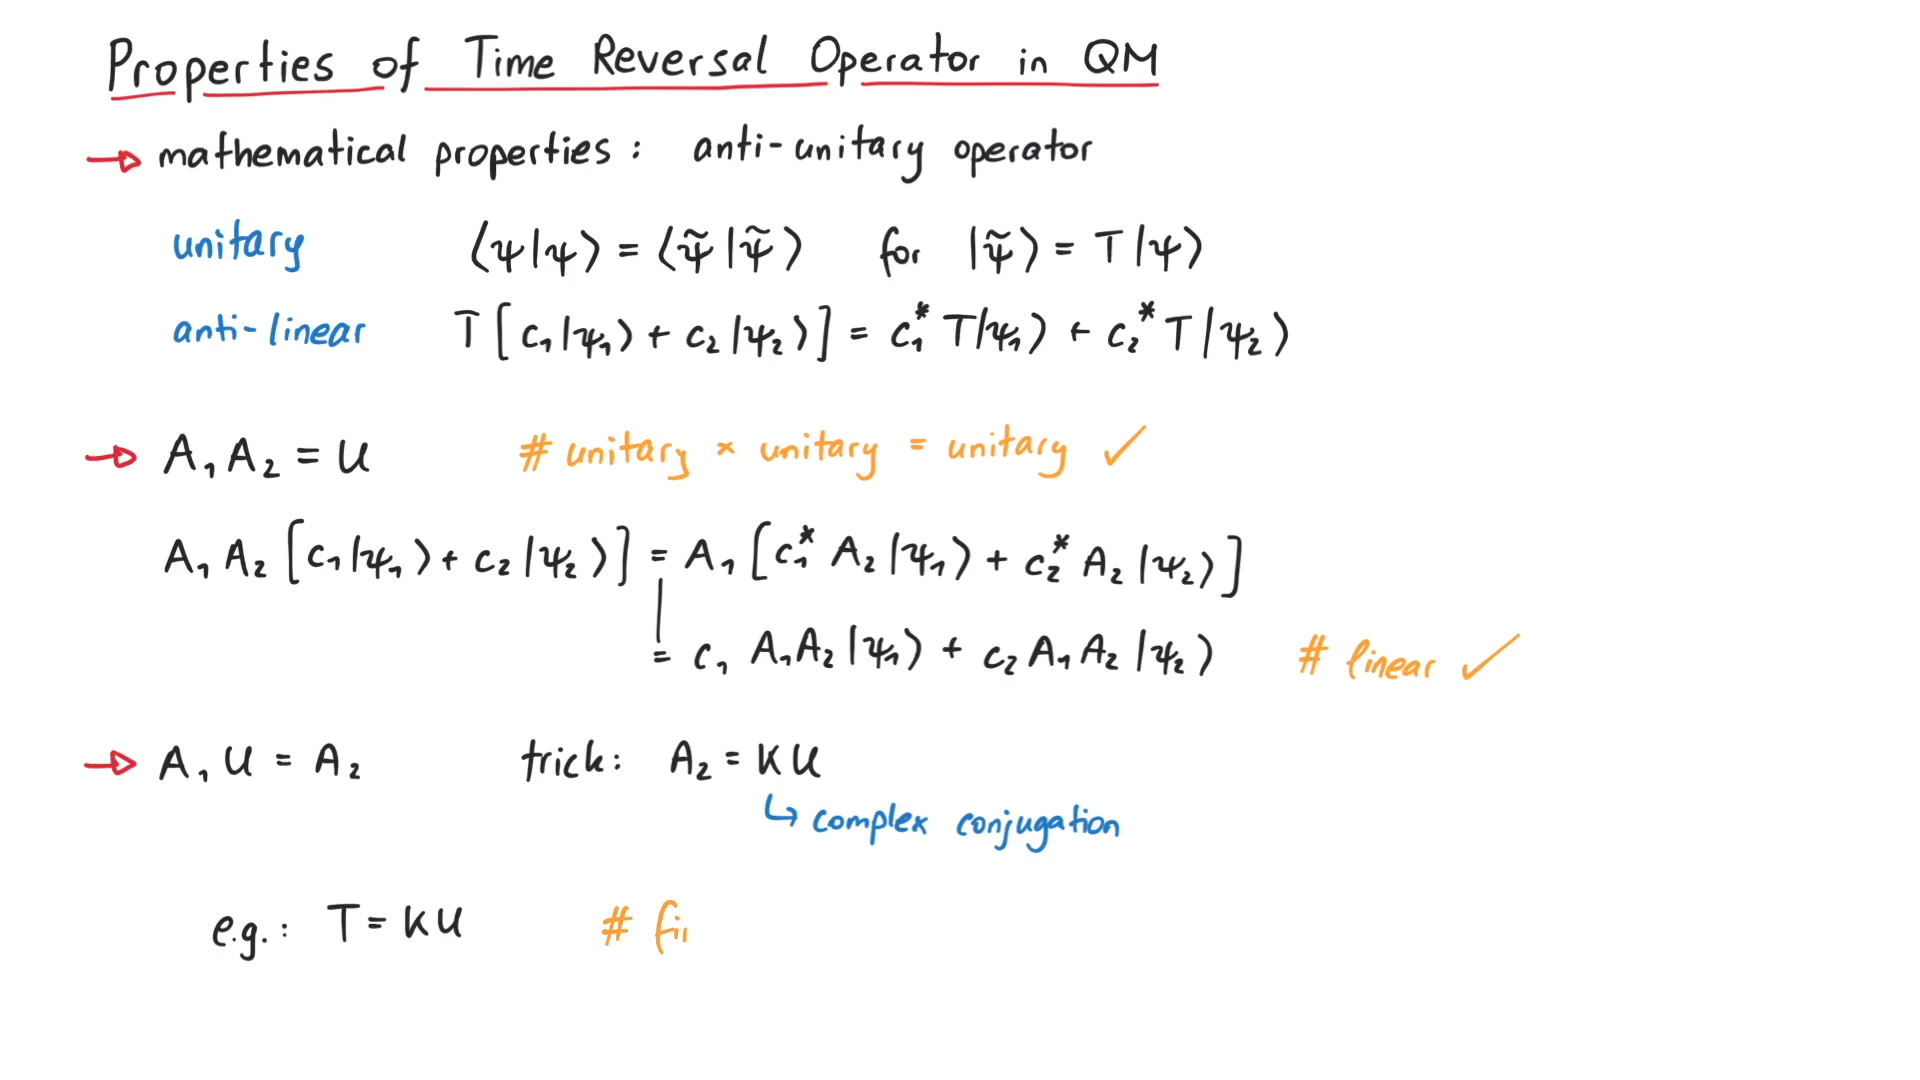 Properties of Time Reversal Operator in QM
→ mathematical properties: anti-unitary operator
unitary ⟨ψ|ψ⟩ = ⟨ψ̃|ψ̃⟩ for |ψ̃⟩ = T|ψ⟩
anti-linear T[c₁|ψ₁⟩ + c₂|ψ₂⟩] = c₁* T|ψ₁⟩ + c₂* T|ψ₂⟩
→ A₁A₂ = U # unitary × unitary = unitary ✓
A₁A₂[c₁|ψ₁⟩ + c₂|ψ₂⟩] = A₁[c₁* A₂|ψ₁⟩ + c₂* A₂|ψ₂⟩]
= c₁ A₁A₂|ψ₁⟩ + c₂ A₁A₂|ψ₂⟩ # linear ✓
→ A₁U = A₂ trick: A₂ = KU
↳ complex conjugation
e.g.: T = KU #